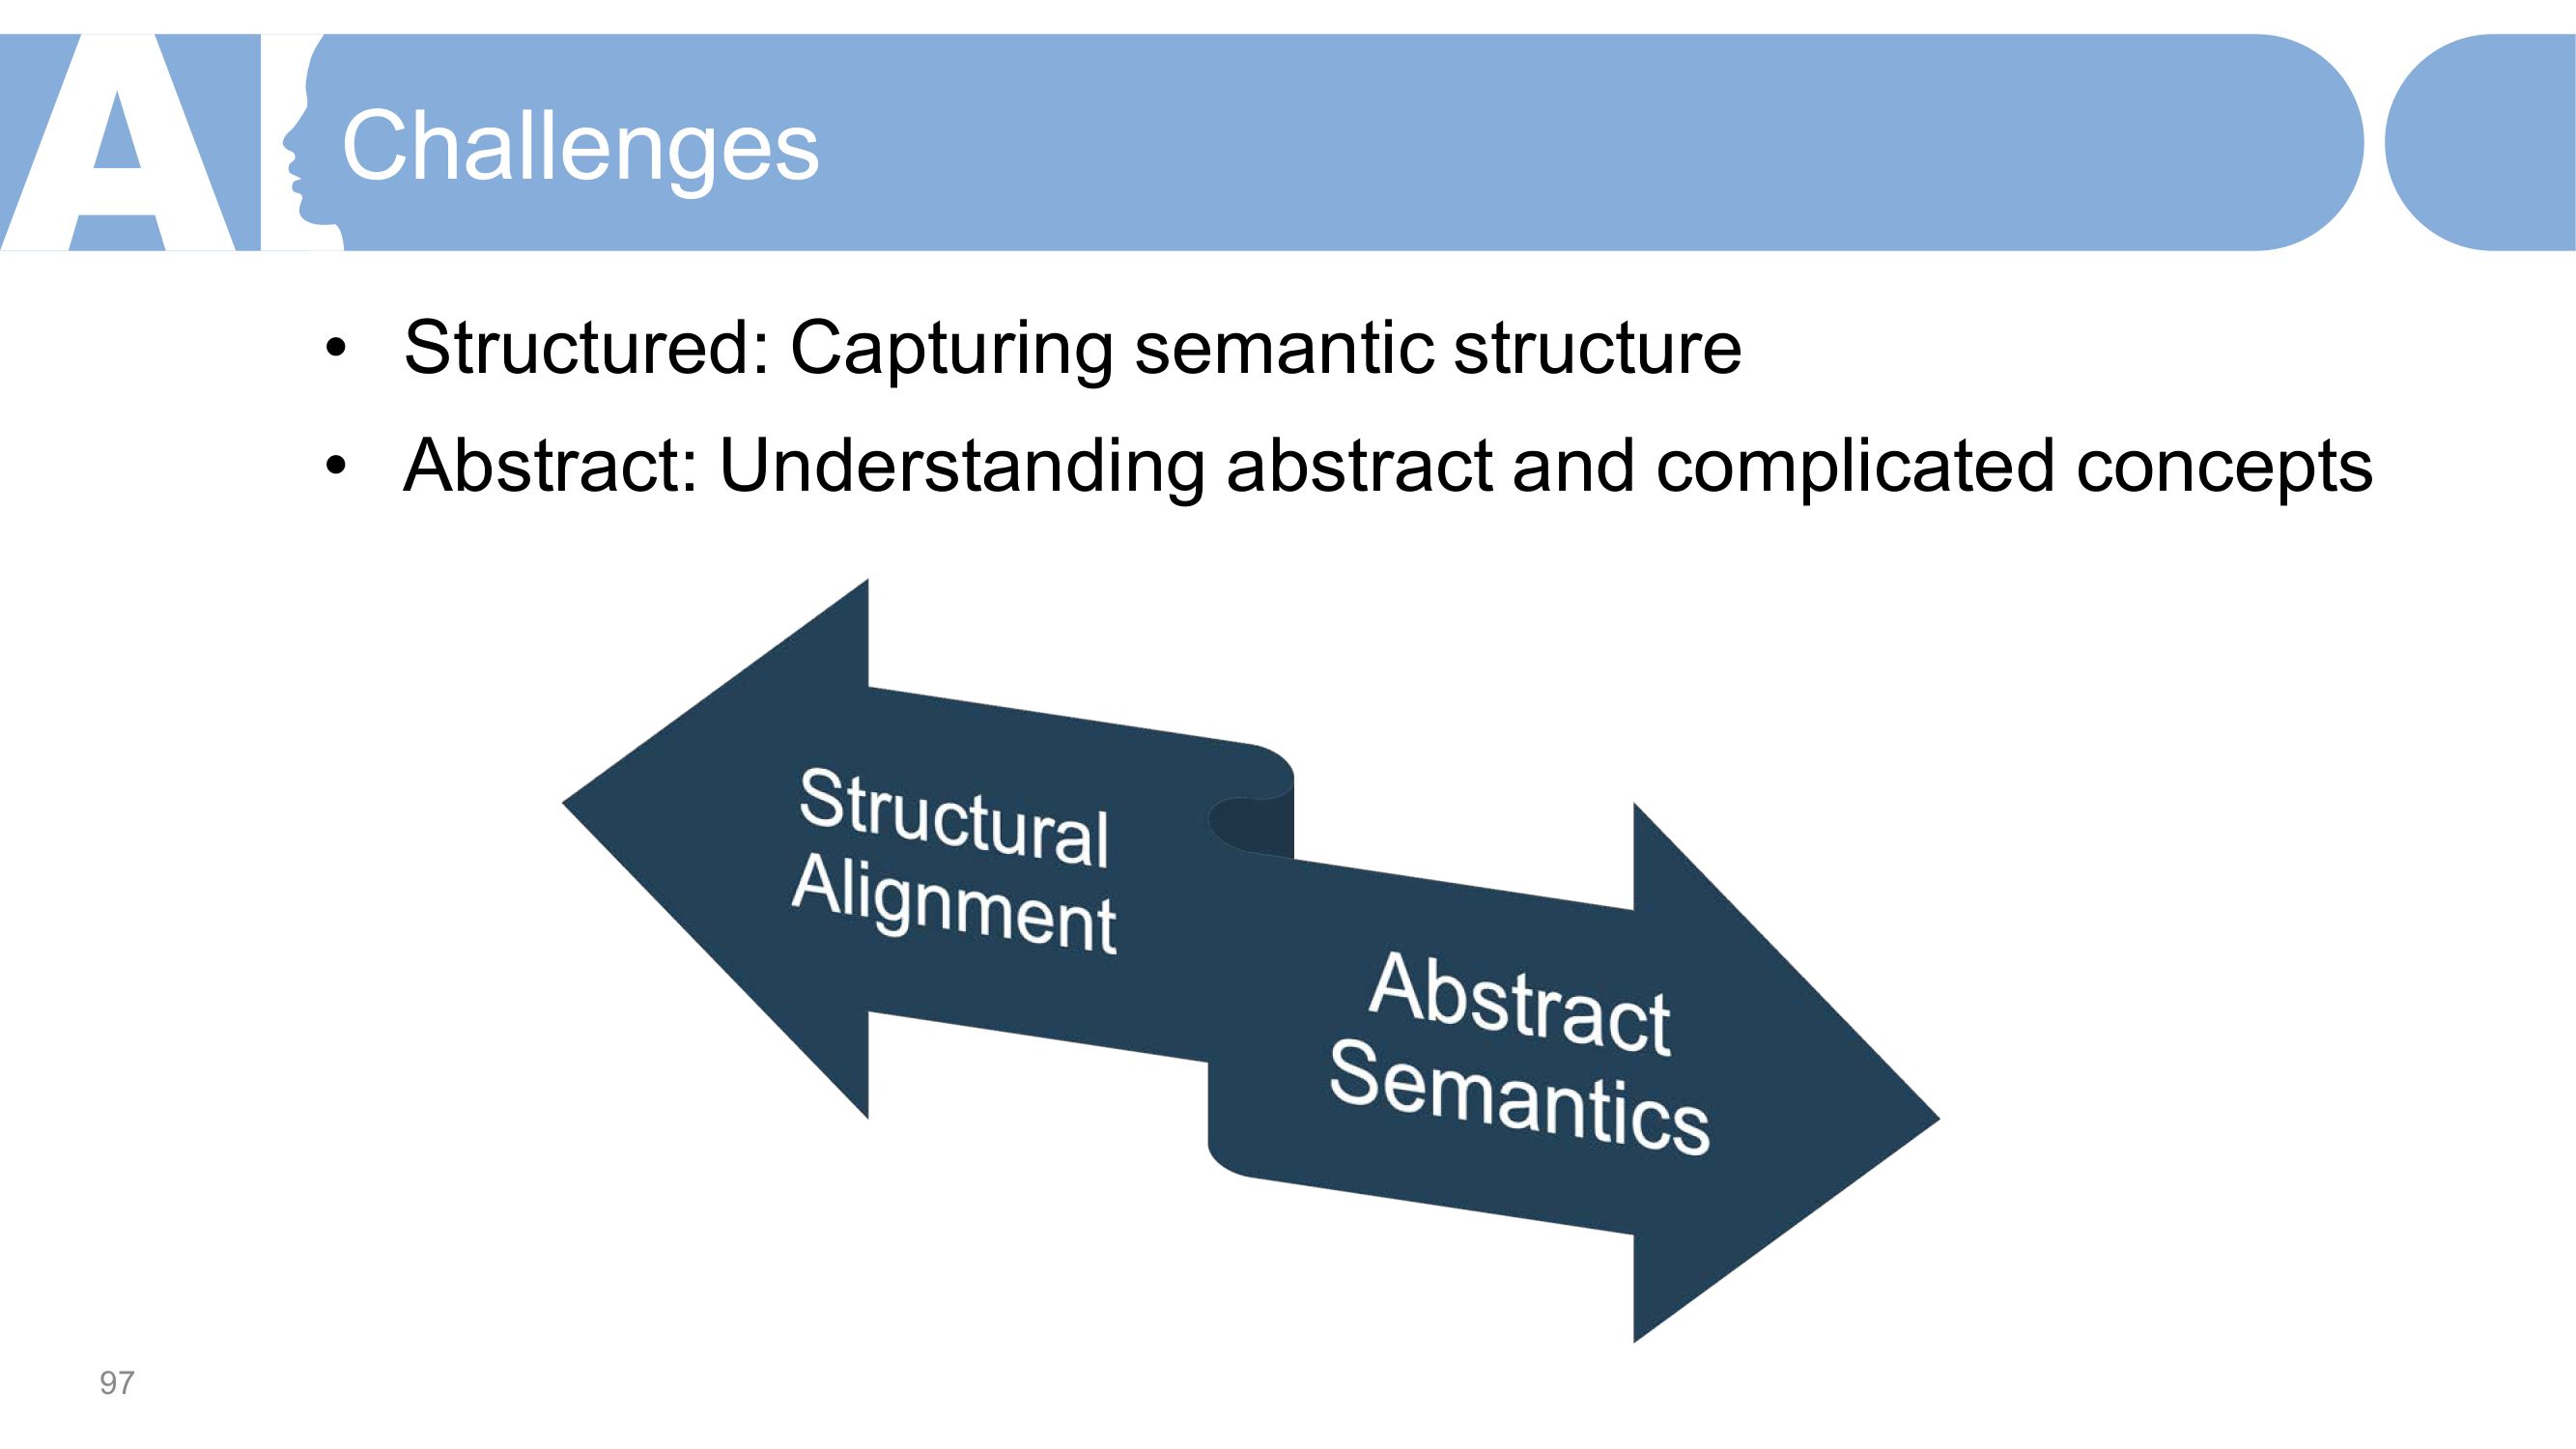 AI
Challenges
• Structured: Capturing semantic structure
• Abstract: Understanding abstract and complicated concepts
Structural
Alignment
Abstract
Semantics
97